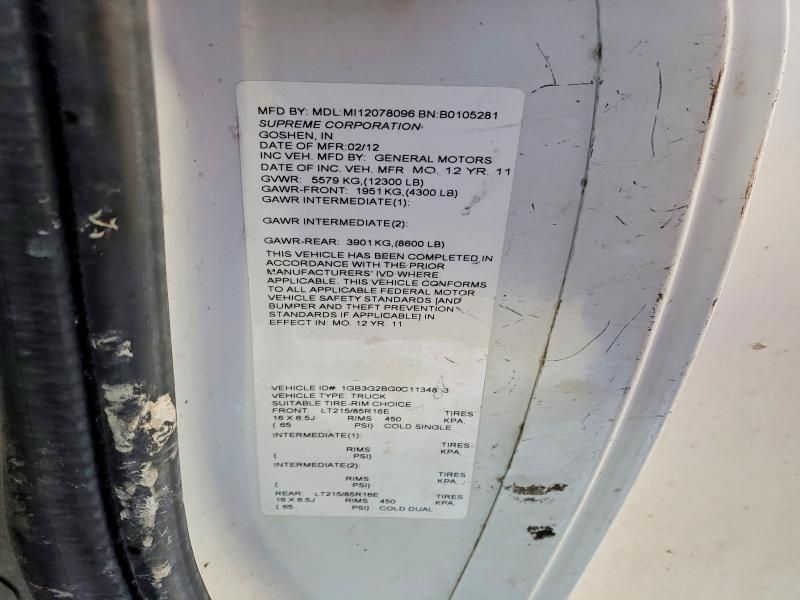 MFD BY: MDL:MI12078096 BN:B0105281
SUPREME CORPORATION
GOSHEN, IN
DATE OF MFR:02/12
INC VEH. MFD BY: GENERAL MOTORS
DATE OF INC. VEH. MFR MO. 12 YR. 11
GVWR: 5579 KG,(12300 LB)
GAWR-FRONT: 1951 KG,(4300 LB)
GAWR INTERMEDIATE(1):
GAWR INTERMEDIATE(2):
GAWR-REAR: 3901 KG,(8600 LB)
THIS VEHICLE HAS BEEN COMPLETED IN
ACCORDANCE WITH THE PRIOR
MANUFACTURERS' IVD WHERE
APPLICABLE. THIS VEHICLE CONFORMS
TO ALL APPLICABLE FEDERAL MOTOR
VEHICLE SAFETY STANDARDS [AND
BUMPER AND THEFT PREVENTION
STANDARDS IF APPLICABLE] IN
EFFECT IN: MO. 12 YR. 11
VEHICLE ID#
VEHICLE TYPE: TRUCK
SUITABLE TIRE-RIM CHOICE
FRONT: LT215/85R16E TIRES
16 X 6.5J RIMS 450 KPA,
( 65 PSI) COLD SINGLE
INTERMEDIATE(1): TIRES
RIMS KPA,
( PSI)
INTERMEDIATE(2): TIRES
RIMS KPA,
( PSI)
REAR: LT215/85R16E TIRES
16 X 6.5J RIMS 450 KPA,
( 65 PSI) COLD DUAL